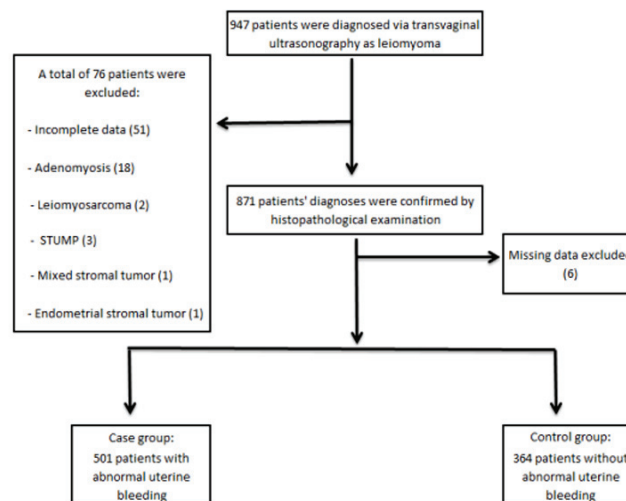 947 patients were diagnosed via transvaginal
ultrasonography as leiomyoma
A total of 76 patients were
excluded:
- Incomplete data (51)
- Adenomyosis (18)
- Leiomyosarcoma (2)
- STUMP (3)
- Mixed stromal tumor (1)
- Endometrial stromal tumor (1)
871 patients' diagnoses were confirmed by
histopathological examination
Missing data excluded
(6)
Case group:
501 patients with
abnormal uterine
bleeding
Control group:
364 patients without
abnormal uterine
bleeding